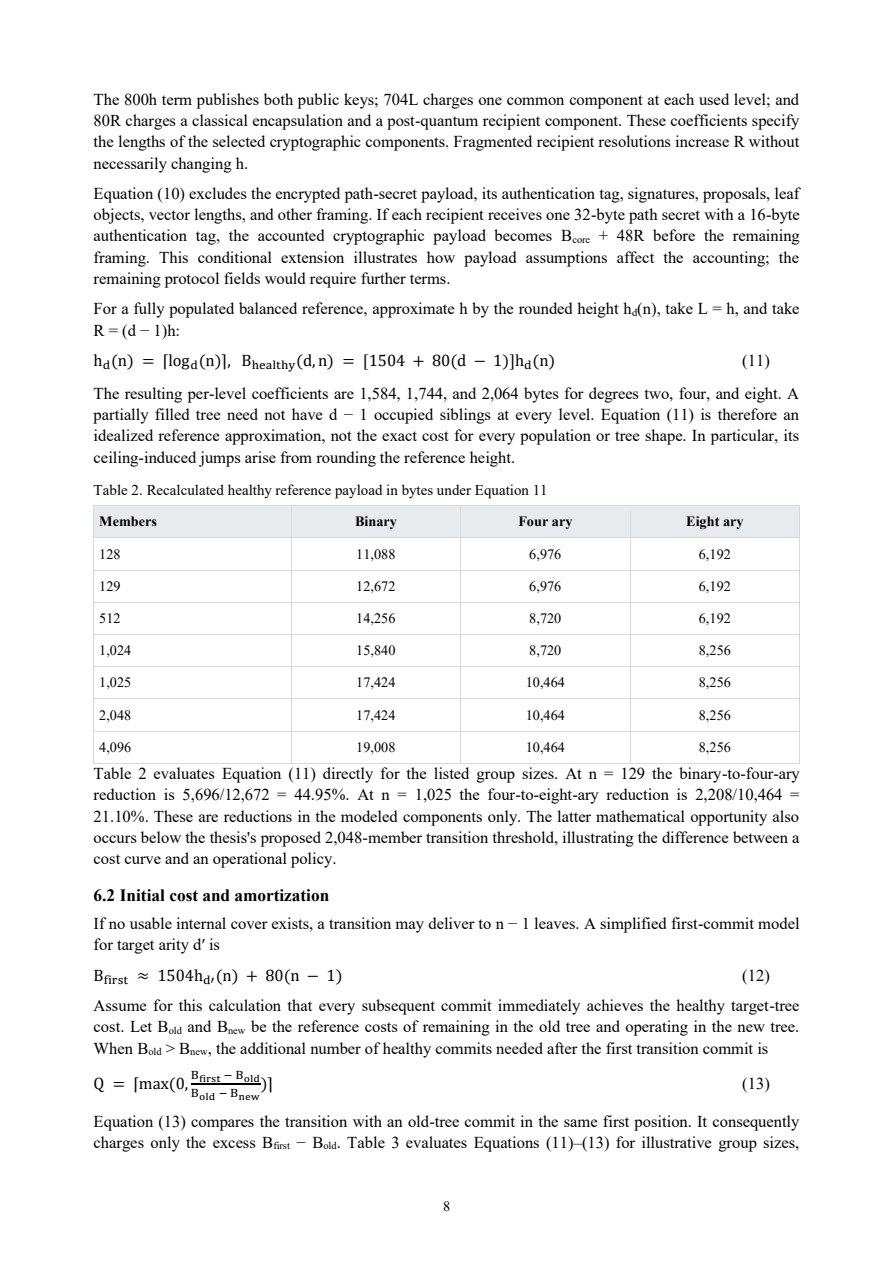 The 800h term publishes both public keys; 704L charges one common component at each used level; and
80R charges a classical encapsulation and a post-quantum recipient component. These coefficients specify
the lengths of the selected cryptographic components. Fragmented recipient resolutions increase R without
necessarily changing h.
Equation (10) excludes the encrypted path-secret payload, its authentication tag, signatures, proposals, leaf
objects, vector lengths, and other framing. If each recipient receives one 32-byte path secret with a 16-byte
authentication tag, the accounted cryptographic payload becomes Bcore + 48R before the remaining
framing. This conditional extension illustrates how payload assumptions affect the accounting; the
remaining protocol fields would require further terms.
For a fully populated balanced reference, approximate h by the rounded height hd(n), take L = h, and take
R = (d − 1)h:
hd(n) = ⌈logd(n)⌉, Bhealthy(d, n) = [1504 + 80(d − 1)]hd(n) (11)
The resulting per-level coefficients are 1,584, 1,744, and 2,064 bytes for degrees two, four, and eight. A
partially filled tree need not have d − 1 occupied siblings at every level. Equation (11) is therefore an
idealized reference approximation, not the exact cost for every population or tree shape. In particular, its
ceiling-induced jumps arise from rounding the reference height.
Table 2. Recalculated healthy reference payload in bytes under Equation 11
Members Binary Four ary Eight ary
128 11,088 6,976 6,192
129 12,672 6,976 6,192
512 14,256 8,720 6,192
1,024 15,840 8,720 8,256
1,025 17,424 10,464 8,256
2,048 17,424 10,464 8,256
4,096 19,008 10,464 8,256
Table 2 evaluates Equation (11) directly for the listed group sizes. At n = 129 the binary-to-four-ary
reduction is 5,696/12,672 = 44.95%. At n = 1,025 the four-to-eight-ary reduction is 2,208/10,464 =
21.10%. These are reductions in the modeled components only. The latter mathematical opportunity also
occurs below the thesis's proposed 2,048-member transition threshold, illustrating the difference between a
cost curve and an operational policy.
6.2 Initial cost and amortization
If no usable internal cover exists, a transition may deliver to n − 1 leaves. A simplified first-commit model
for target arity d′ is
Bfirst ≈ 1504hd′(n) + 80(n − 1) (12)
Assume for this calculation that every subsequent commit immediately achieves the healthy target-tree
cost. Let Bold and Bnew be the reference costs of remaining in the old tree and operating in the new tree.
When Bold > Bnew, the additional number of healthy commits needed after the first transition commit is
Q = ⌈max(0, (Bfirst − Bold)/(Bold − Bnew))⌉ (13)
Equation (13) compares the transition with an old-tree commit in the same first position. It consequently
charges only the excess Bfirst − Bold. Table 3 evaluates Equations (11)–(13) for illustrative group sizes,
8